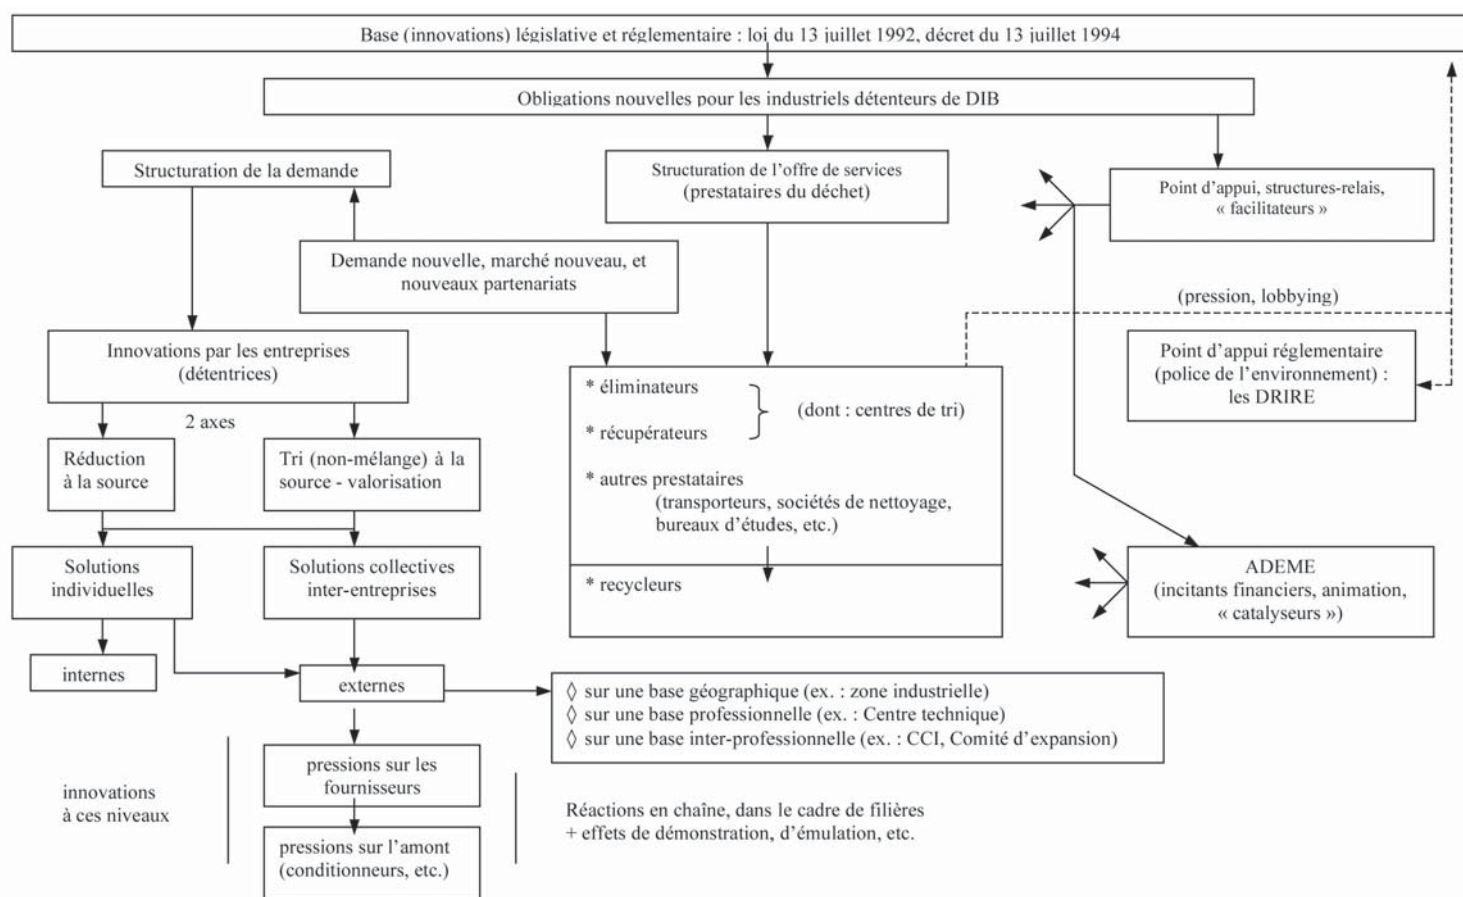 Base (innovations) législative et réglementaire : loi du 13 juillet 1992, décret du 13 juillet 1994
Obligations nouvelles pour les industriels détenteurs de DIB
Structuration de la demande
Structuration de l'offre de services
(prestataires du déchet)
Point d'appui, structures-relais,
« facilitateurs »
Demande nouvelle, marché nouveau, et
nouveaux partenariats
(pression, lobbying)
Innovations par les entreprises
(détentrices)
Point d'appui réglementaire
(police de l'environnement) :
les DRIRE
* éliminateurs
(dont : centres de tri)
* récupérateurs
2 axes
Réduction
à la source
Tri (non-mélange) à la
source - valorisation
* autres prestataires
(transporteurs, sociétés de nettoyage,
bureaux d'études, etc.)
Solutions
individuelles
Solutions collectives
inter-entreprises
* recycleurs
ADEME
(incitants financiers, animation,
« catalyseurs »)
internes
externes
◊ sur une base géographique (ex. : zone industrielle)
◊ sur une base professionnelle (ex. : Centre technique)
◊ sur une base inter-professionnelle (ex. : CCI, Comité d'expansion)
pressions sur les
fournisseurs
innovations
à ces niveaux
Réactions en chaîne, dans le cadre de filières
+ effets de démonstration, d'émulation, etc.
pressions sur l'amont
(conditionneurs, etc.)